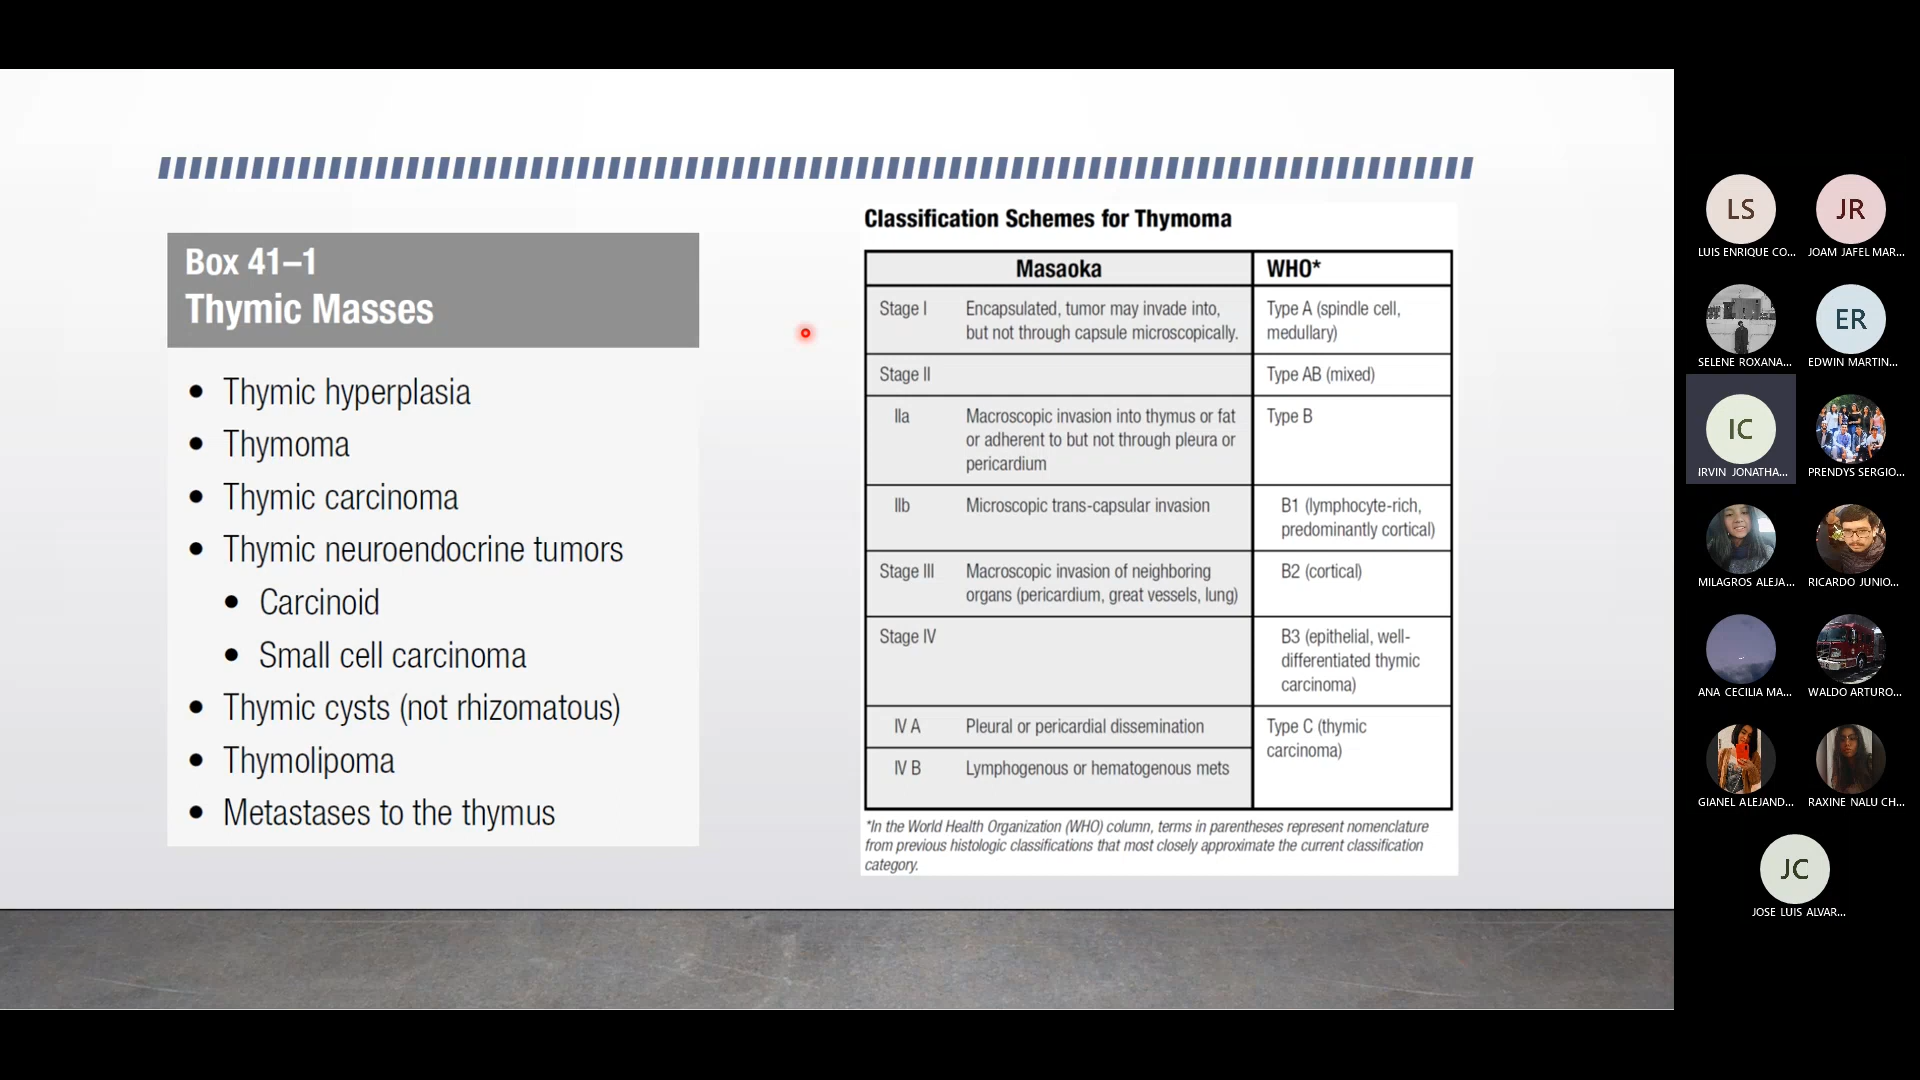 Box 41–1
Thymic Masses
• Thymic hyperplasia
• Thymoma
• Thymic carcinoma
• Thymic neuroendocrine tumors
• Carcinoid
• Small cell carcinoma
• Thymic cysts (not rhizomatous)
• Thymolipoma
• Metastases to the thymus
Classification Schemes for Thymoma
Masaoka WHO*
Stage I Encapsulated, tumor may invade into, but not through capsule microscopically. Type A (spindle cell, medullary)
Stage II Type AB (mixed)
IIa Macroscopic invasion into thymus or fat or adherent to but not through pleura or pericardium Type B
IIb Microscopic trans-capsular invasion B1 (lymphocyte-rich, predominantly cortical)
Stage III Macroscopic invasion of neighboring organs (pericardium, great vessels, lung) B2 (cortical)
Stage IV B3 (epithelial, well-differentiated thymic carcinoma)
IV A Pleural or pericardial dissemination Type C (thymic carcinoma)
IV B Lymphogenous or hematogenous mets
*In the World Health Organization (WHO) column, terms in parentheses represent nomenclature
from previous histologic classifications that most closely approximate the current classification
category.
LS JR
LUIS ENRIQUE CO... JOAM JAFEL MAR...
ER
SELENE ROXANA... EDWIN MARTIN...
IC
IRVIN JONATHA... PRENDYS SERGIO...
MILAGROS ALEJA... RICARDO JUNIO...
ANA CECILIA MA... WALDO ARTURO...
GIANEL ALEJAND... RAXINE NALU CH...
JC
JOSE LUIS ALVAR...